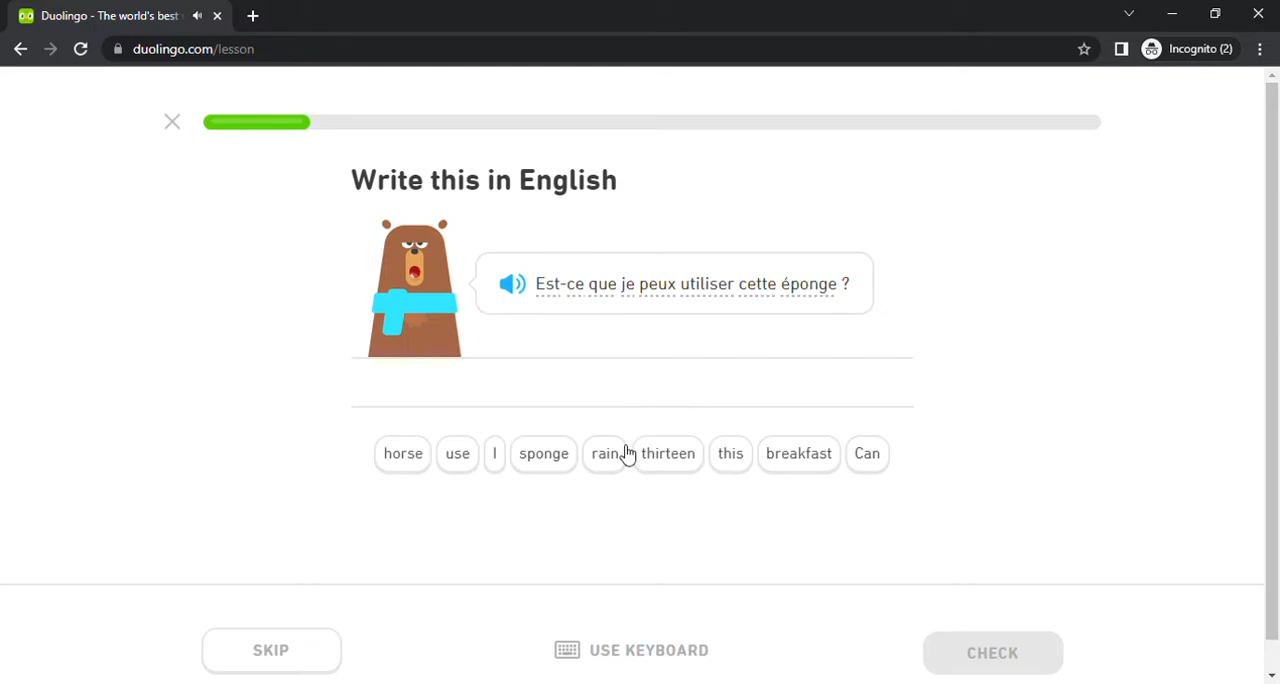 Duolingo - The world's best
duolingo.com/lesson
Incognito (2)
Write this in English
Est-ce que je peux utiliser cette éponge ?
horse use I sponge rain thirteen this breakfast Can
SKIP USE KEYBOARD CHECK